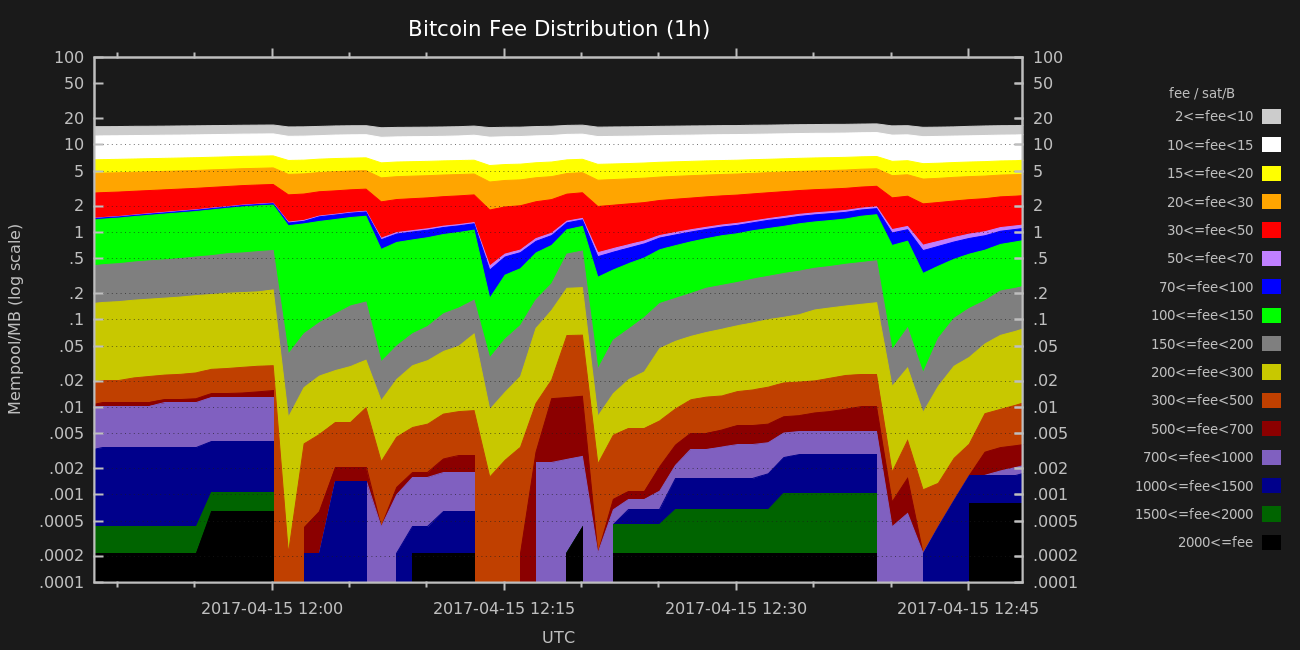 Bitcoin Fee Distribution (1h)
Mempool/MB (log scale)
100
50
20
10
5
2
1
.5
.2
.1
.05
.02
.01
.005
.002
.001
.0005
.0002
.0001
100
50
20
10
5
2
1
.5
.2
.1
.05
.02
.01
.005
.002
.001
.0005
.0002
.0001
2017-04-15 12:00
2017-04-15 12:15
2017-04-15 12:30
2017-04-15 12:45
UTC
fee / sat/B
2<=fee<10
10<=fee<15
15<=fee<20
20<=fee<30
30<=fee<50
50<=fee<70
70<=fee<100
100<=fee<150
150<=fee<200
200<=fee<300
300<=fee<500
500<=fee<700
700<=fee<1000
1000<=fee<1500
1500<=fee<2000
2000<=fee